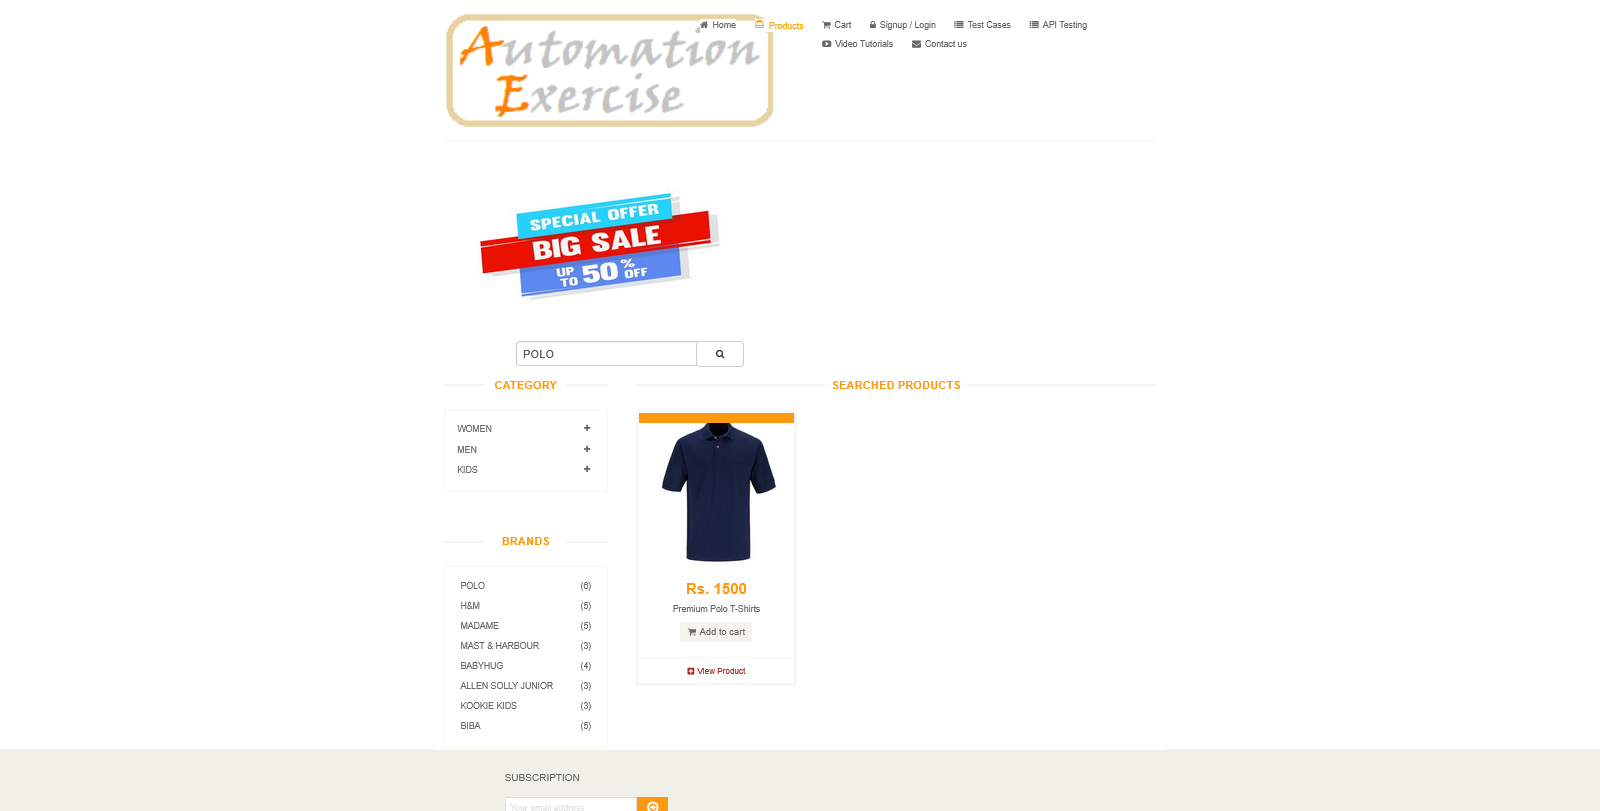 Automation
Exercise
Home
Products
Cart
Signup / Login
Test Cases
API Testing
Video Tutorials
Contact us
SPECIAL OFFER
BIG SALE
UP TO 50% OFF
POLO
CATEGORY
WOMEN
MEN
KIDS
BRANDS
POLO (6)
H&M (5)
MADAME (5)
MAST & HARBOUR (3)
BABYHUG (4)
ALLEN SOLLY JUNIOR (3)
KOOKIE KIDS (3)
BIBA (5)
SEARCHED PRODUCTS
Rs. 1500
Premium Polo T-Shirts
Add to cart
View Product
SUBSCRIPTION
Your email address